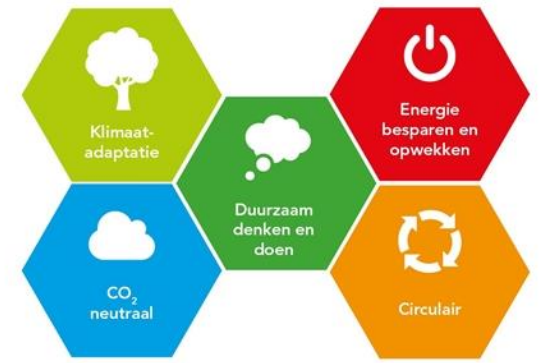 Klimaat-
adaptatie
Energie
besparen en
opwekken
Duurzaam
denken en
doen
CO₂
neutraal
Circulair